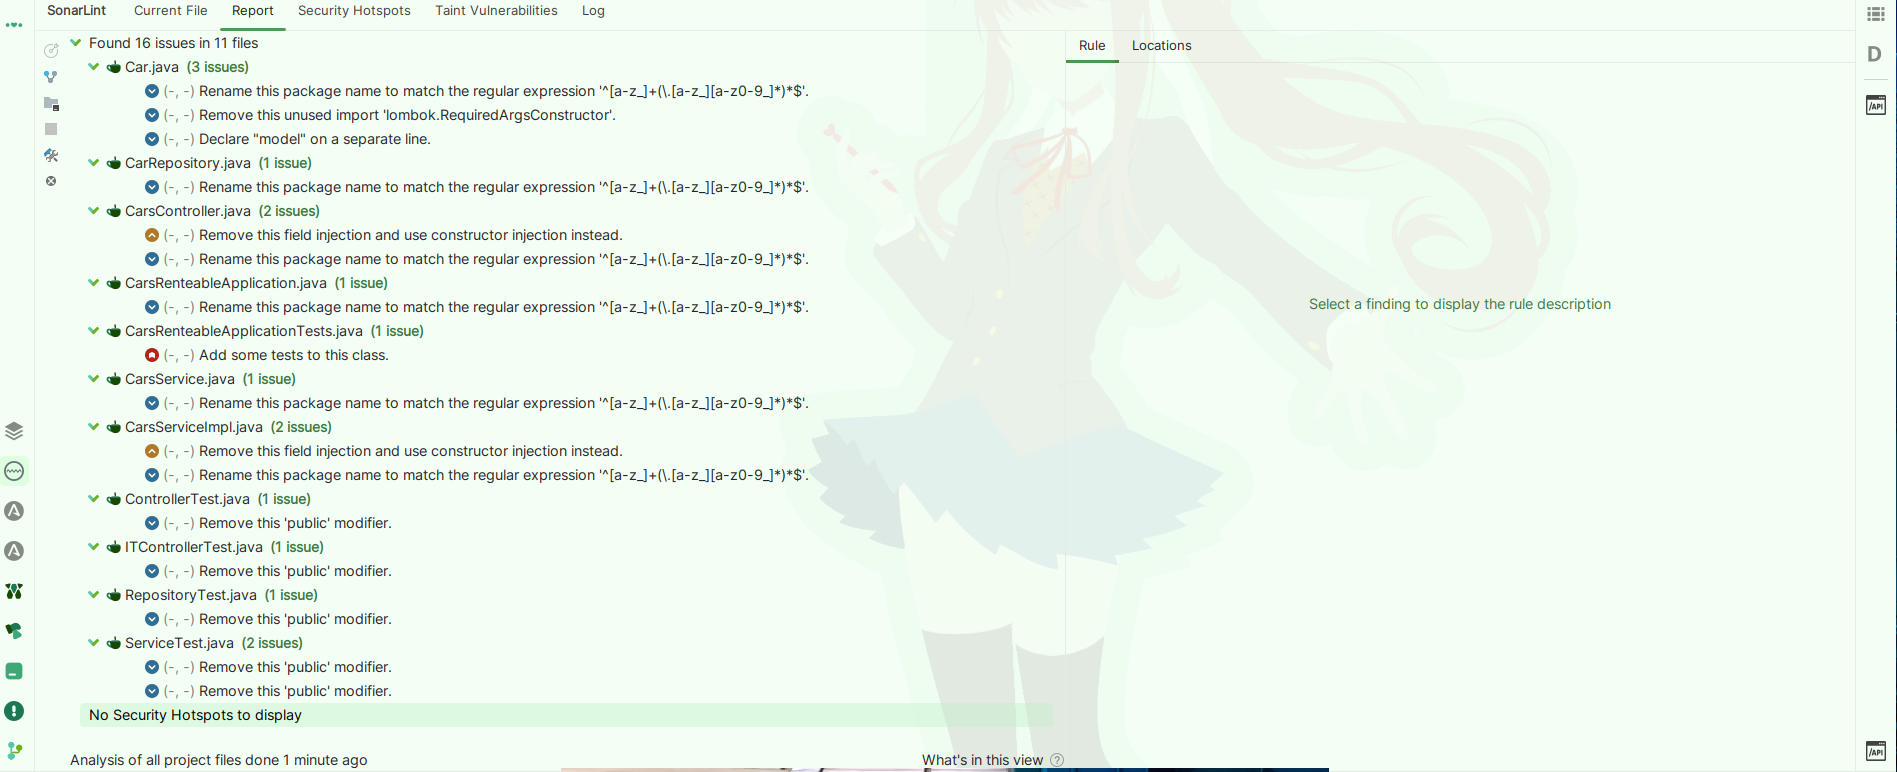 SonarLint Current File Report Security Hotspots Taint Vulnerabilities Log
Found 16 issues in 11 files
Rule Locations
Car.java (3 issues)
(-, -) Rename this package name to match the regular expression '^[a-z_]+(\.[a-z_][a-z0-9_]*)*$'.
(-, -) Remove this unused import 'lombok.RequiredArgsConstructor'.
(-, -) Declare "model" on a separate line.
CarRepository.java (1 issue)
(-, -) Rename this package name to match the regular expression '^[a-z_]+(\.[a-z_][a-z0-9_]*)*$'.
CarsController.java (2 issues)
(-, -) Remove this field injection and use constructor injection instead.
(-, -) Rename this package name to match the regular expression '^[a-z_]+(\.[a-z_][a-z0-9_]*)*$'.
CarsRenteableApplication.java (1 issue)
(-, -) Rename this package name to match the regular expression '^[a-z_]+(\.[a-z_][a-z0-9_]*)*$'.
Select a finding to display the rule description
CarsRenteableApplicationTests.java (1 issue)
(-, -) Add some tests to this class.
CarsService.java (1 issue)
(-, -) Rename this package name to match the regular expression '^[a-z_]+(\.[a-z_][a-z0-9_]*)*$'.
CarsServiceImpl.java (2 issues)
(-, -) Remove this field injection and use constructor injection instead.
(-, -) Rename this package name to match the regular expression '^[a-z_]+(\.[a-z_][a-z0-9_]*)*$'.
ControllerTest.java (1 issue)
(-, -) Remove this 'public' modifier.
ITControllerTest.java (1 issue)
(-, -) Remove this 'public' modifier.
RepositoryTest.java (1 issue)
(-, -) Remove this 'public' modifier.
ServiceTest.java (2 issues)
(-, -) Remove this 'public' modifier.
(-, -) Remove this 'public' modifier.
No Security Hotspots to display
Analysis of all project files done 1 minute ago
What's in this view ?
D
/API
/API